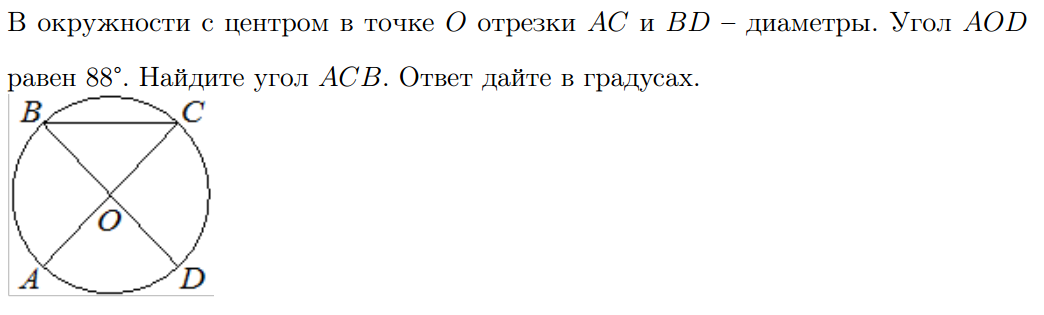 В окружности с центром в точке O отрезки AC и BD – диаметры. Угол AOD
равен 88°. Найдите угол ACB. Ответ дайте в градусах.
B C
O
A D